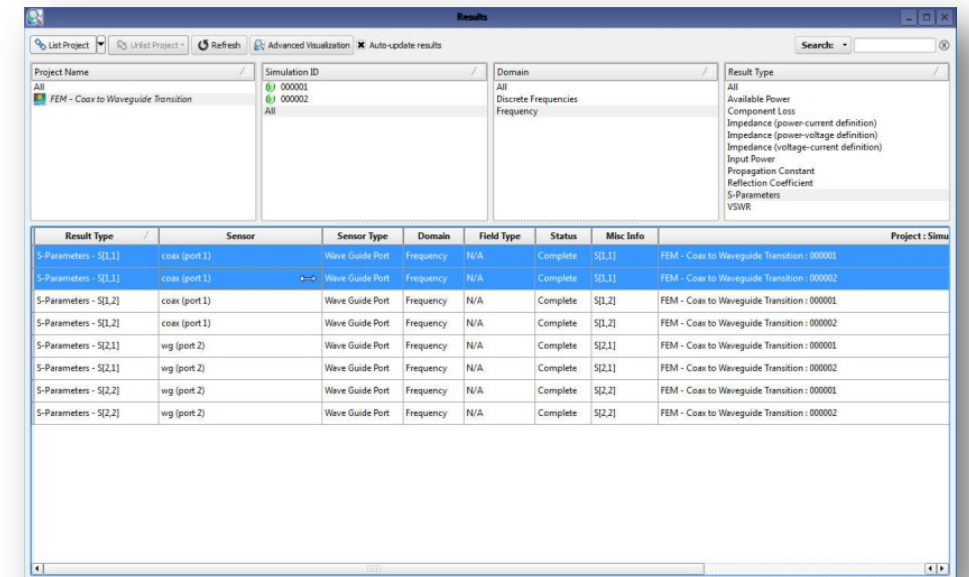 Results
List Project Unlist Project Refresh Advanced Visualization Auto-update results Search:
Project Name Simulation ID Domain Result Type
All 000001 All All
FEM - Coax to Waveguide Transition 000002 Discrete Frequencies Available Power
All Frequency Component Loss
Impedance (power-current definition)
Impedance (power-voltage definition)
Impedance (voltage-current definition)
Input Power
Propagation Constant
Reflection Coefficient
S-Parameters
VSWR
Result Type Sensor Sensor Type Domain Field Type Status Misc Info Project : Simu
S-Parameters - S[1,1] coax (port 1) Wave Guide Port Frequency N/A Complete S[1,1] FEM - Coax to Waveguide Transition : 000001
S-Parameters - S[1,1] coax (port 1) Wave Guide Port Frequency N/A Complete S[1,1] FEM - Coax to Waveguide Transition : 000002
S-Parameters - S[1,2] coax (port 1) Wave Guide Port Frequency N/A Complete S[1,2] FEM - Coax to Waveguide Transition : 000001
S-Parameters - S[1,2] coax (port 1) Wave Guide Port Frequency N/A Complete S[1,2] FEM - Coax to Waveguide Transition : 000002
S-Parameters - S[2,1] wg (port 2) Wave Guide Port Frequency N/A Complete S[2,1] FEM - Coax to Waveguide Transition : 000001
S-Parameters - S[2,1] wg (port 2) Wave Guide Port Frequency N/A Complete S[2,1] FEM - Coax to Waveguide Transition : 000002
S-Parameters - S[2,2] wg (port 2) Wave Guide Port Frequency N/A Complete S[2,2] FEM - Coax to Waveguide Transition : 000001
S-Parameters - S[2,2] wg (port 2) Wave Guide Port Frequency N/A Complete S[2,2] FEM - Coax to Waveguide Transition : 000002